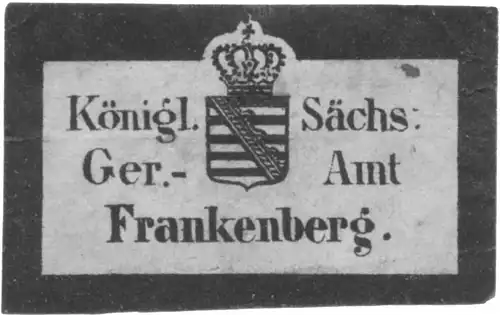 Königl. Sächs:
Ger.- Amt
Frankenberg.